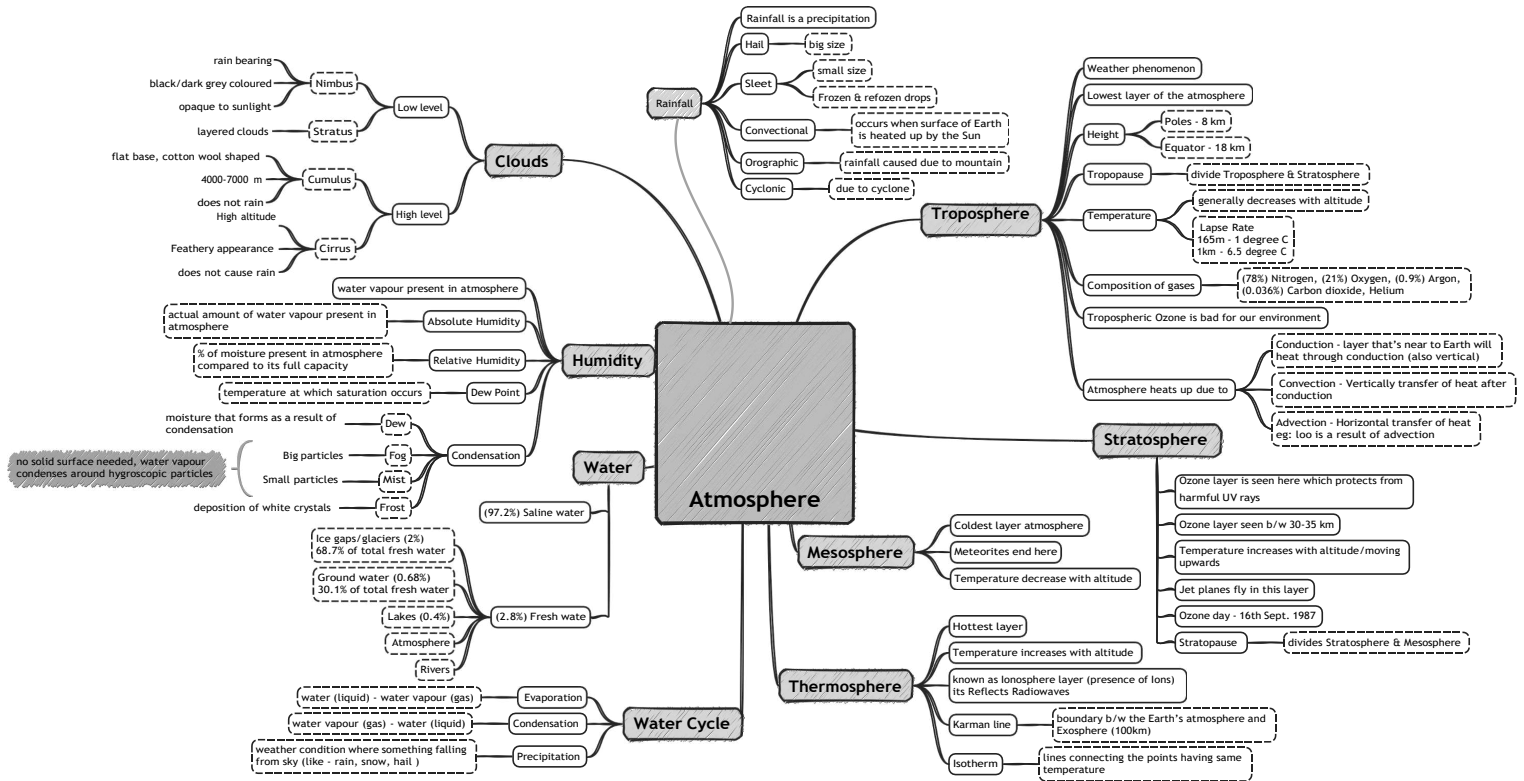 Atmosphere
Clouds
Low level
Nimbus
rain bearing
black/dark grey coloured
opaque to sunlight
Stratus
layered clouds
High level
Cumulus
flat base, cotton wool shaped
4000-7000 m
does not rain
Cirrus
High altitude
Feathery appearance
does not cause rain
Rainfall
Rainfall is a precipitation
Hail
big size
Sleet
small size
Frozen & refozen drops
Convectional
occurs when surface of Earth
is heated up by the Sun
Orographic
rainfall caused due to mountain
Cyclonic
due to cyclone
Troposphere
Weather phenomenon
Lowest layer of the atmosphere
Height
Poles - 8 km
Equator - 18 km
Tropopause
divide Troposphere & Stratosphere
Temperature
generally decreases with altitude
Lapse Rate
165m - 1 degree C
1km - 6.5 degree C
Composition of gases
(78%) Nitrogen, (21%) Oxygen, (0.9%) Argon,
(0.036%) Carbon dioxide, Helium
Tropospheric Ozone is bad for our environment
Atmosphere heats up due to
Conduction - layer that's near to Earth will
heat through conduction (also vertical)
Convection - Vertically transfer of heat after
conduction
Advection - Horizontal transfer of heat
eg: loo is a result of advection
Humidity
water vapour present in atmosphere
Absolute Humidity
actual amount of water vapour present in
atmosphere
Relative Humidity
% of moisture present in atmosphere
compared to its full capacity
Dew Point
temperature at which saturation occurs
Condensation
Dew
moisture that forms as a result of
condensation
Fog
Big particles
Mist
Small particles
no solid surface needed, water vapour
condenses around hygroscopic particles
Frost
deposition of white crystals
Water
(97.2%) Saline water
(2.8%) Fresh wate
Ice gaps/glaciers (2%)
68.7% of total fresh water
Ground water (0.68%)
30.1% of total fresh water
Lakes (0.4%)
Atmosphere
Rivers
Water Cycle
Evaporation
water (liquid) - water vapour (gas)
Condensation
water vapour (gas) - water (liquid)
Precipitation
weather condition where something falling
from sky (like - rain, snow, hail )
Stratosphere
Ozone layer is seen here which protects from
harmful UV rays
Ozone layer seen b/w 30-35 km
Temperature increases with altitude/moving
upwards
Jet planes fly in this layer
Ozone day - 16th Sept. 1987
Stratopause
divides Stratosphere & Mesosphere
Mesosphere
Coldest layer atmosphere
Meteorites end here
Temperature decrease with altitude
Thermosphere
Hottest layer
Temperature increases with altitude
known as Ionosphere layer (presence of Ions)
its Reflects Radiowaves
Karman line
boundary b/w the Earth's atmosphere and
Exosphere (100km)
Isotherm
lines connecting the points having same
temperature